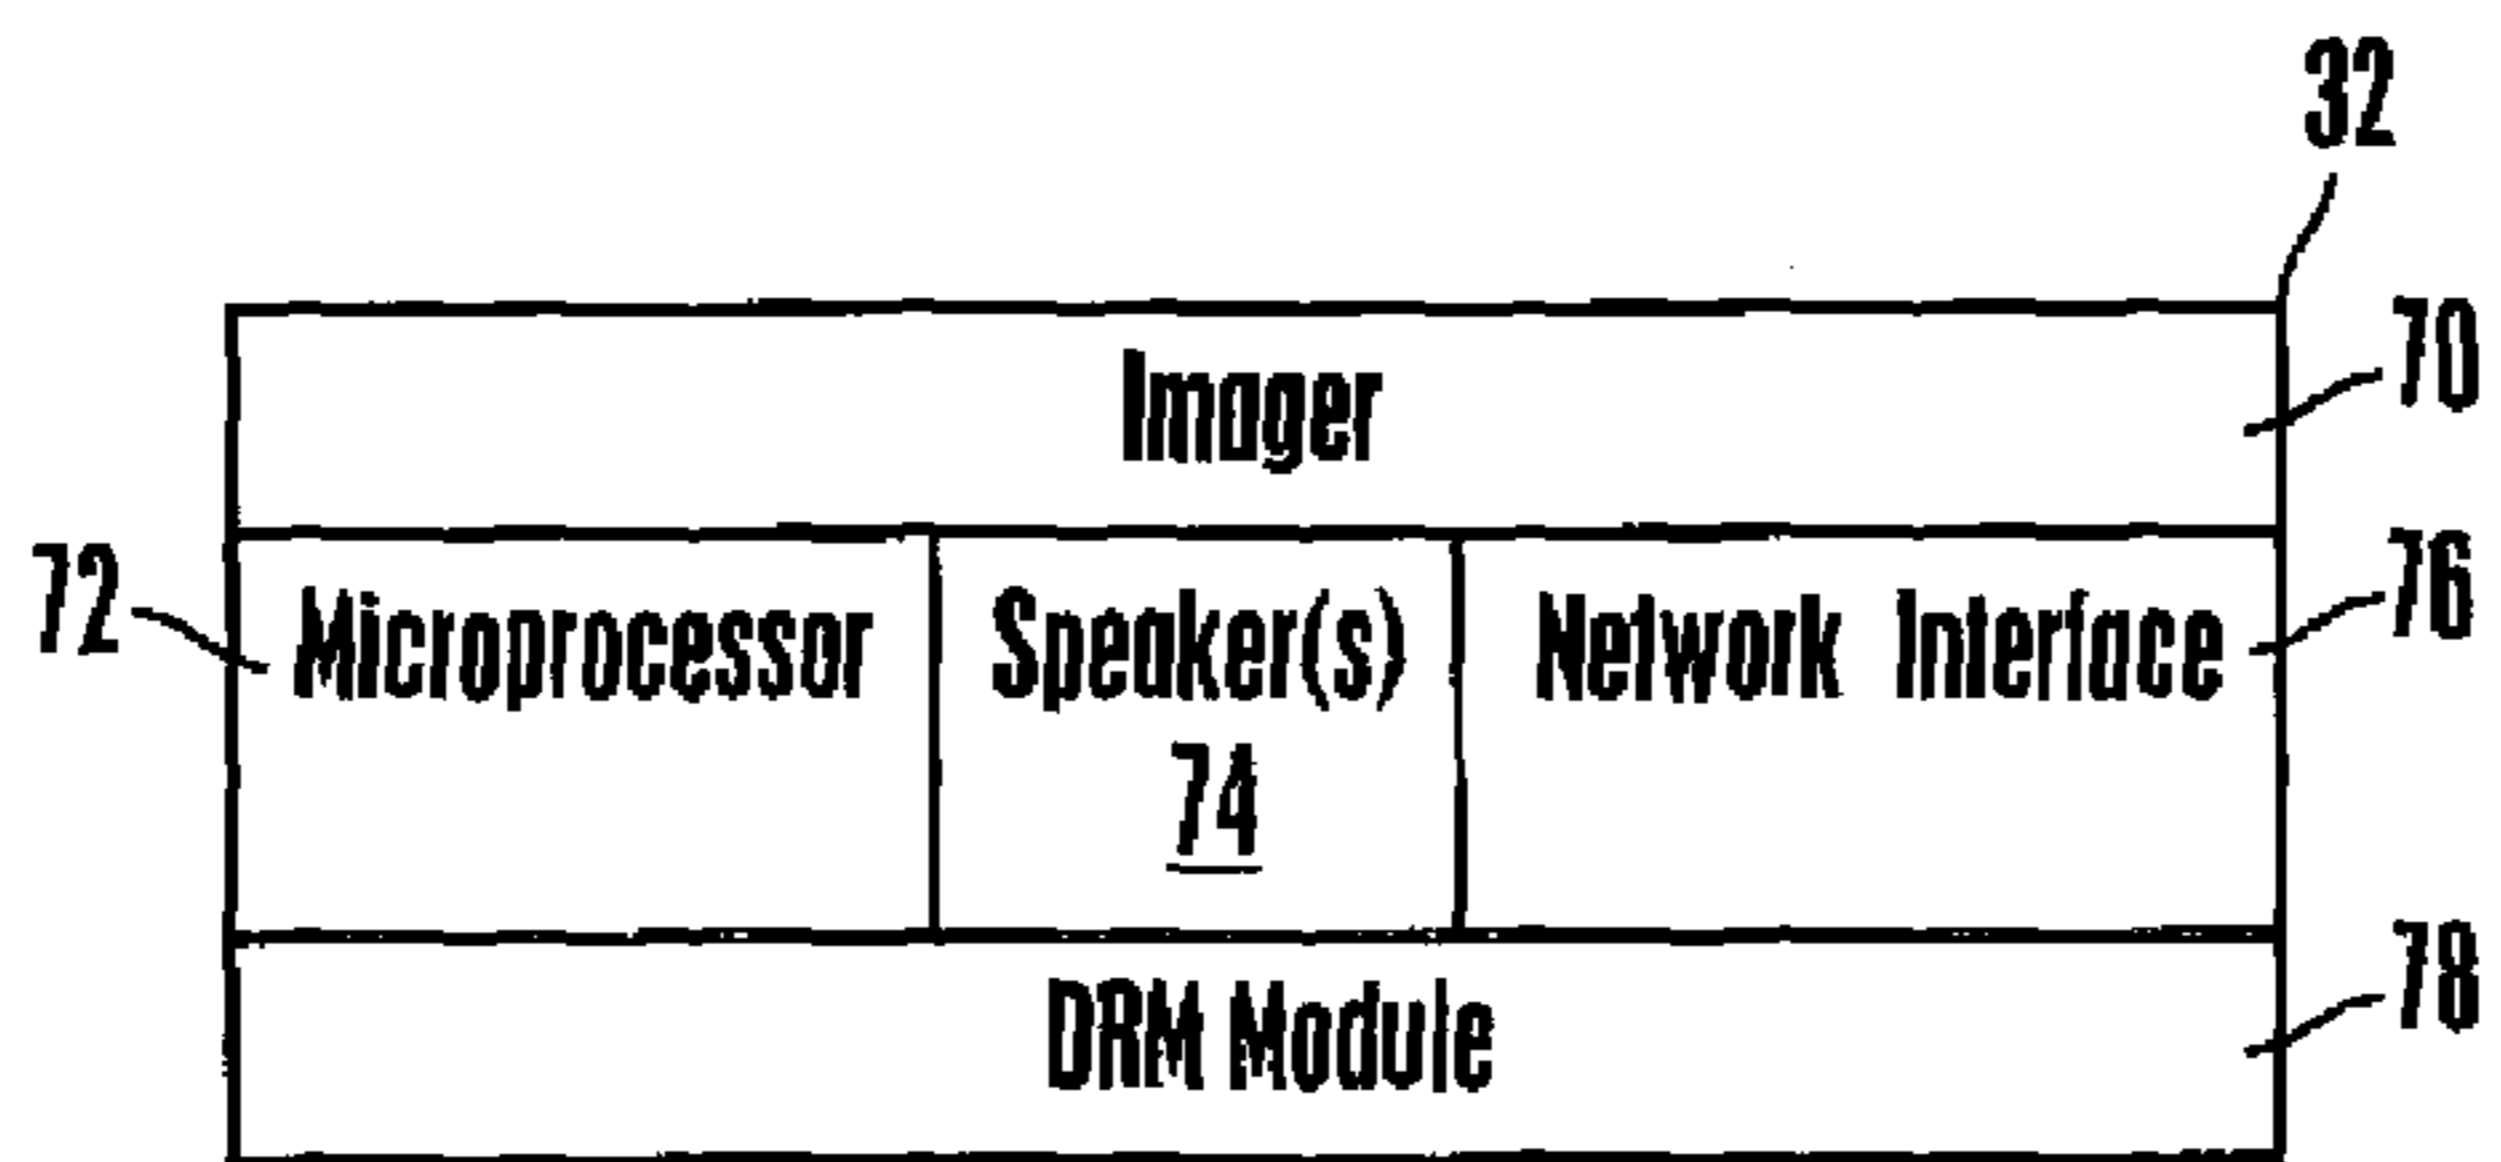 32
70
Imager
72
76
Microprocessor
Speaker(s)
Network Interface
74
78
DRM Module